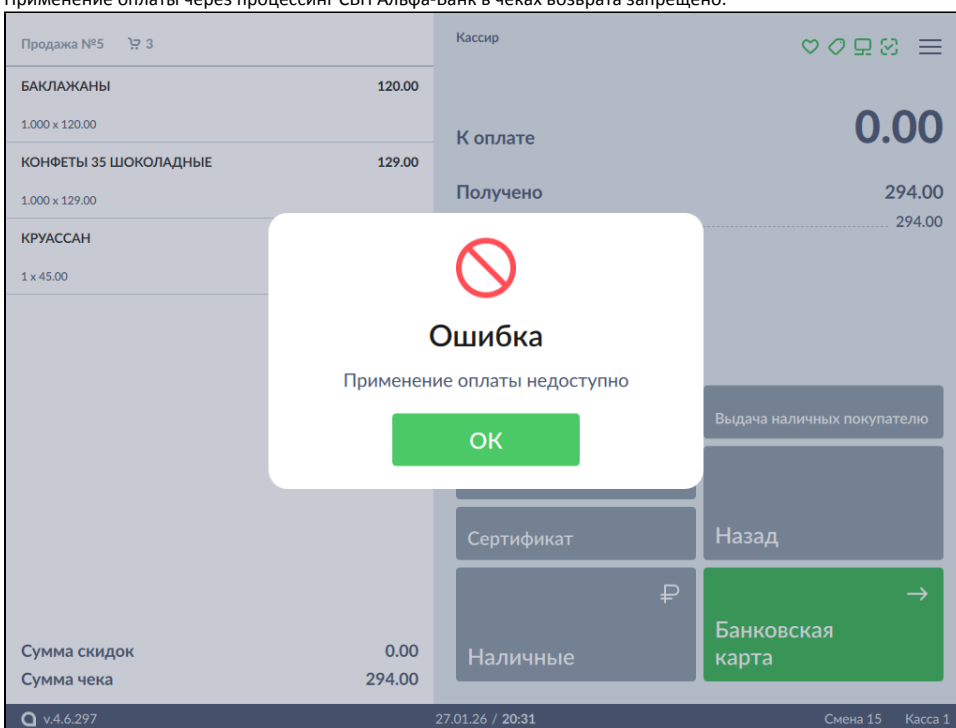 Применение оплаты через процессинг СБП Альфа-Банк в чеках возврата запрещено.
Продажа №5 3
Кассир
БАКЛАЖАНЫ 120.00
1.000 x 120.00
К оплате 0.00
КОНФЕТЫ 35 ШОКОЛАДНЫЕ 129.00
1.000 x 129.00
Получено 294.00
294.00
КРУАССАН
1 x 45.00
Ошибка
Применение оплаты недоступно
ОК
Выдача наличных покупателю
Сертификат
Назад
Наличные
Банковская
карта
Сумма скидок 0.00
Сумма чека 294.00
v.4.6.297 27.01.26 / 20:31 Смена 15 Касса 1